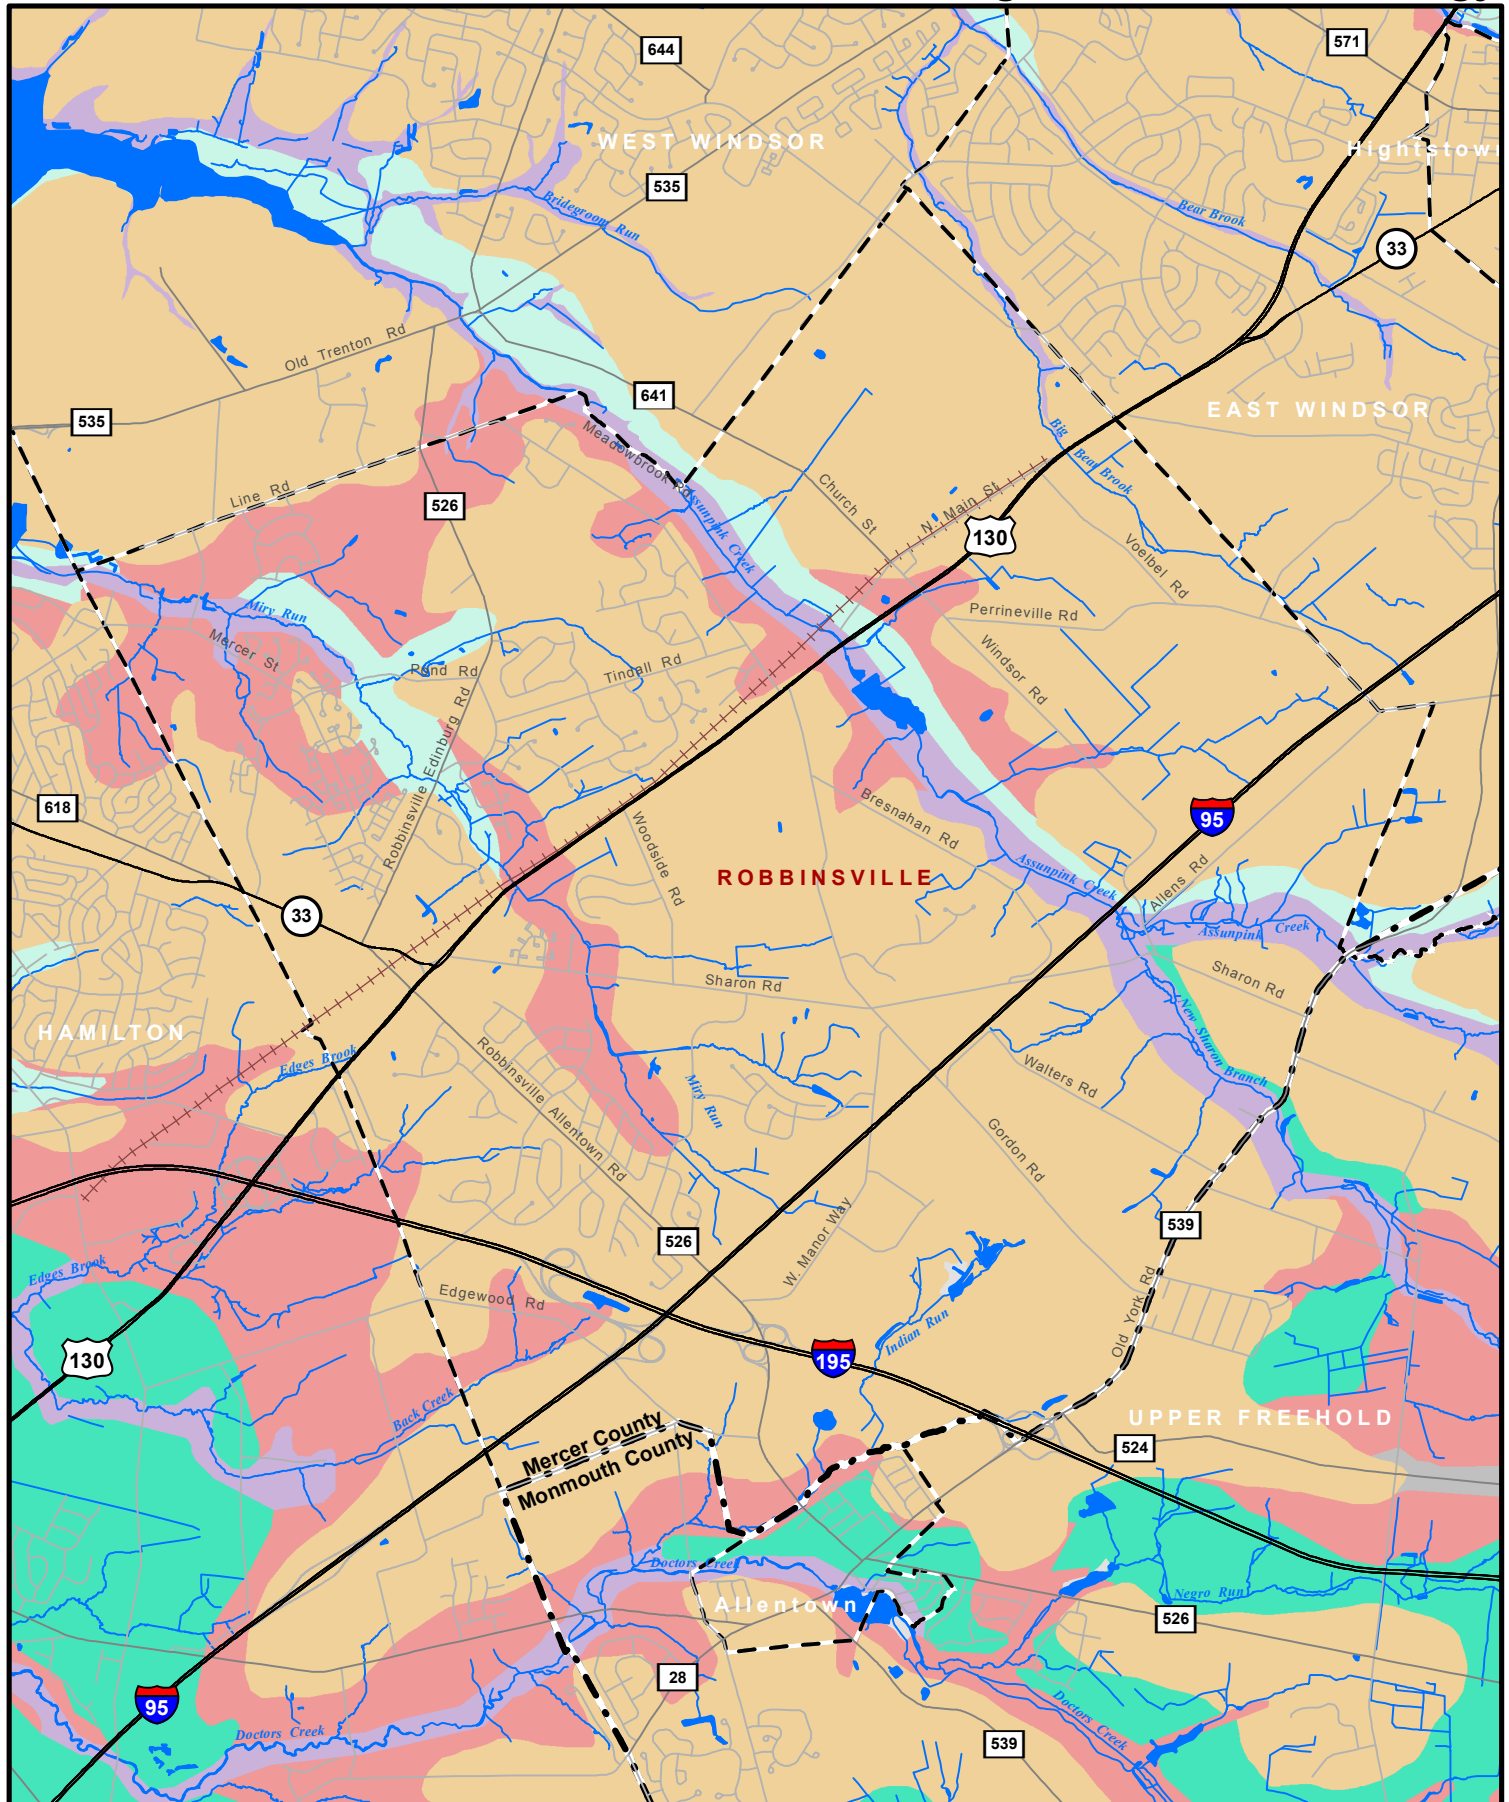 644
571
WEST WINDSOR
Hightstown
535
Bridegroom Run
Bear Brook
33
Old Trenton Rd
641
535
EAST WINDSOR
Meadowbrook Rd
Big
Bear Brook
Line Rd
526
Church St
N. Main St
Assunpink Creek
130
Voelbel Rd
Miry Run
Perrineville Rd
Mercer St
Pond Rd
Tindall Rd
Windsor Rd
Robbinsville Edinburg Rd
618
Woodside Rd
Bresnahan Rd
95
ROBBINSVILLE
Assunpink Creek
Allens Rd
33
Assunpink Creek
Sharon Rd
Sharon Rd
HAMILTON
New Sharon Branch
Edges Brook
Robbinsville Allentown Rd
Miry Run
Walters Rd
Gordon Rd
539
526
W. Manor Way
Edges Brook
Edgewood Rd
Old York Rd
Indian Run
130
195
Back Creek
UPPER FREEHOLD
Mercer County
Monmouth County
524
Doctors Creek
Negro Run
Allentown
526
28
95
Doctors Creek
Doctors Creek
539